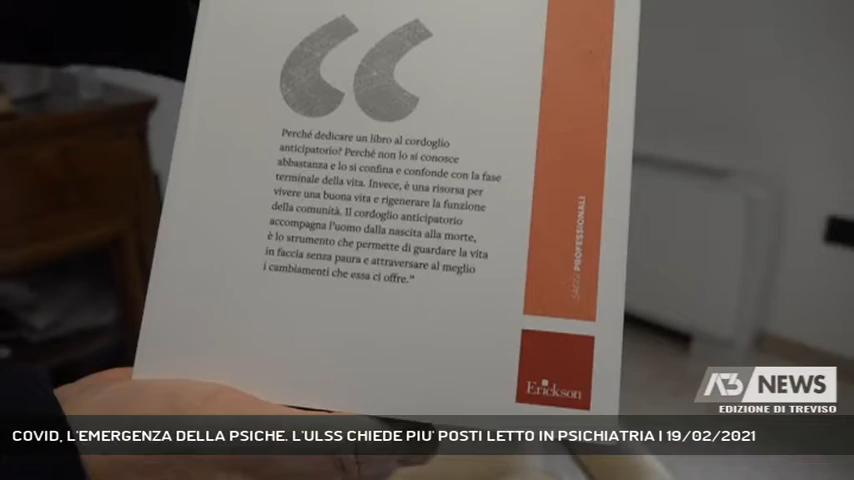 “
Perché dedicare un libro al cordoglio
anticipatorio? Perché non lo si conosce
abbastanza e lo si confina e confonde con la fase
terminale della vita. Invece, è una risorsa per
vivere una buona vita e rigenerare la funzione
della comunità. Il cordoglio anticipatorio
accompagna l'uomo dalla nascita alla morte,
è lo strumento che permette di guardare la vita
in faccia senza paura e attraversare al meglio
i cambiamenti che essa ci offre.”
SAGGI PROFESSIONALI
Erickson
A3 NEWS
EDIZIONE DI TREVISO
COVID, L'EMERGENZA DELLA PSICHE. L'ULSS CHIEDE PIU' POSTI LETTO IN PSICHIATRIA | 19/02/2021